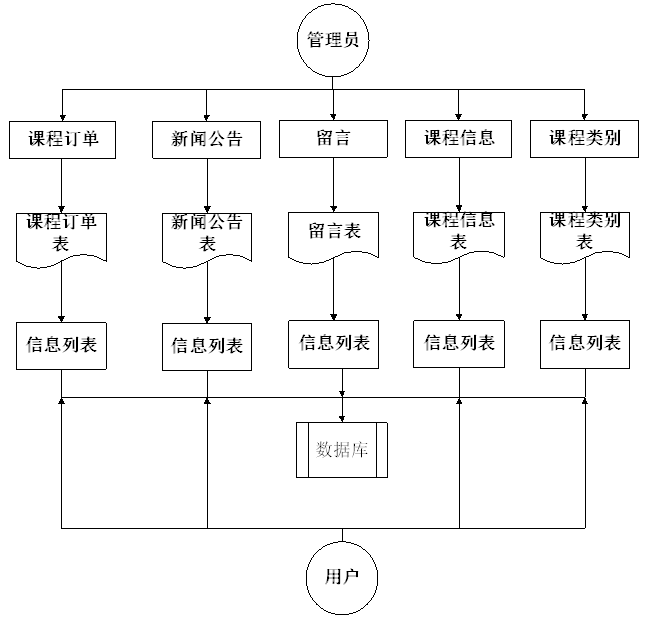 管理员
课程订单
新闻公告
留言
课程信息
课程类别
课程订单
表
新闻公告
表
留言表
课程信息
表
课程类别
表
信息列表
信息列表
信息列表
信息列表
信息列表
数据库
用户